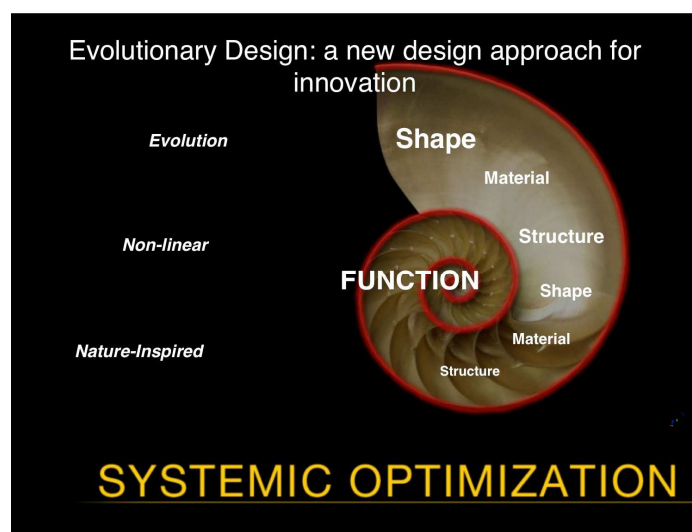 Evolutionary Design: a new design approach for
innovation
Evolution
Shape
Material
Non-linear
Structure
FUNCTION
Shape
Material
Nature-Inspired
Structure
SYSTEMIC OPTIMIZATION